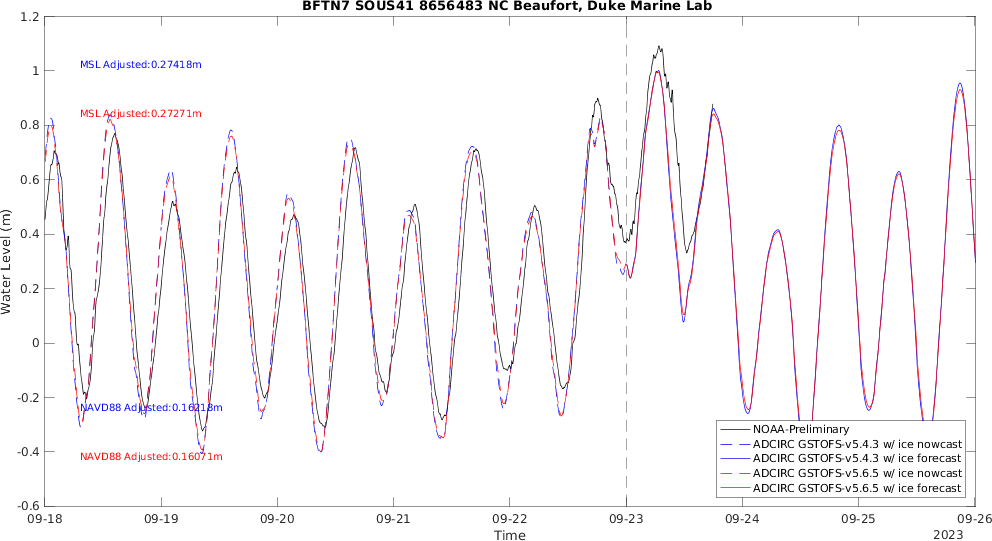 BFTN7 SOUS41 8656483 NC Beaufort, Duke Marine Lab
1.2
1
0.8
0.6
0.4
0.2
0
-0.2
-0.4
-0.6
Water Level (m)
MSL Adjusted:0.27418m
MSL Adjusted:0.27271m
NAVD88 Adjusted:0.16218m
NAVD88 Adjusted:0.16071m
NOAA-Preliminary
ADCIRC GSTOFS-v5.4.3 w/ ice nowcast
ADCIRC GSTOFS-v5.4.3 w/ ice forecast
ADCIRC GSTOFS-v5.6.5 w/ ice nowcast
ADCIRC GSTOFS-v5.6.5 w/ ice forecast
09-18 09-19 09-20 09-21 09-22 09-23 09-24 09-25 09-26
Time
2023